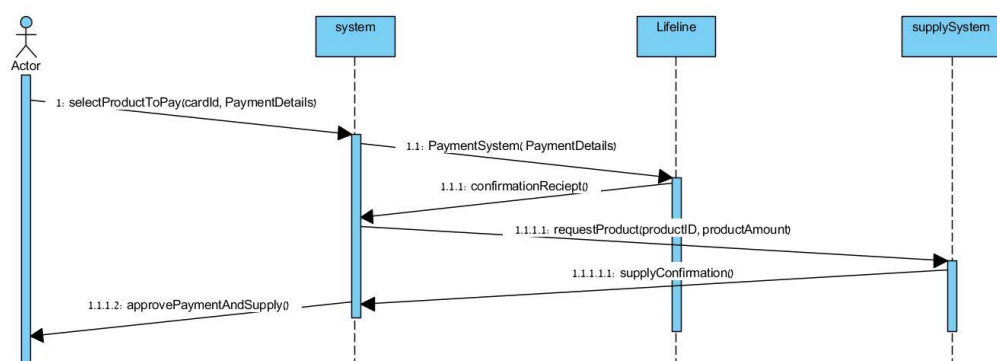 system
Lifeline
supplySystem
Actor
1: selectProductToPay(cardId, PaymentDetails)
1.1: PaymentSystem( PaymentDetails)
1.1.1: confirmationReciept()
1.1.1.1: requestProduct(productID, productAmount)
1.1.1.1.1: supplyConfirmation()
1.1.1.2: approvePaymentAndSupply()